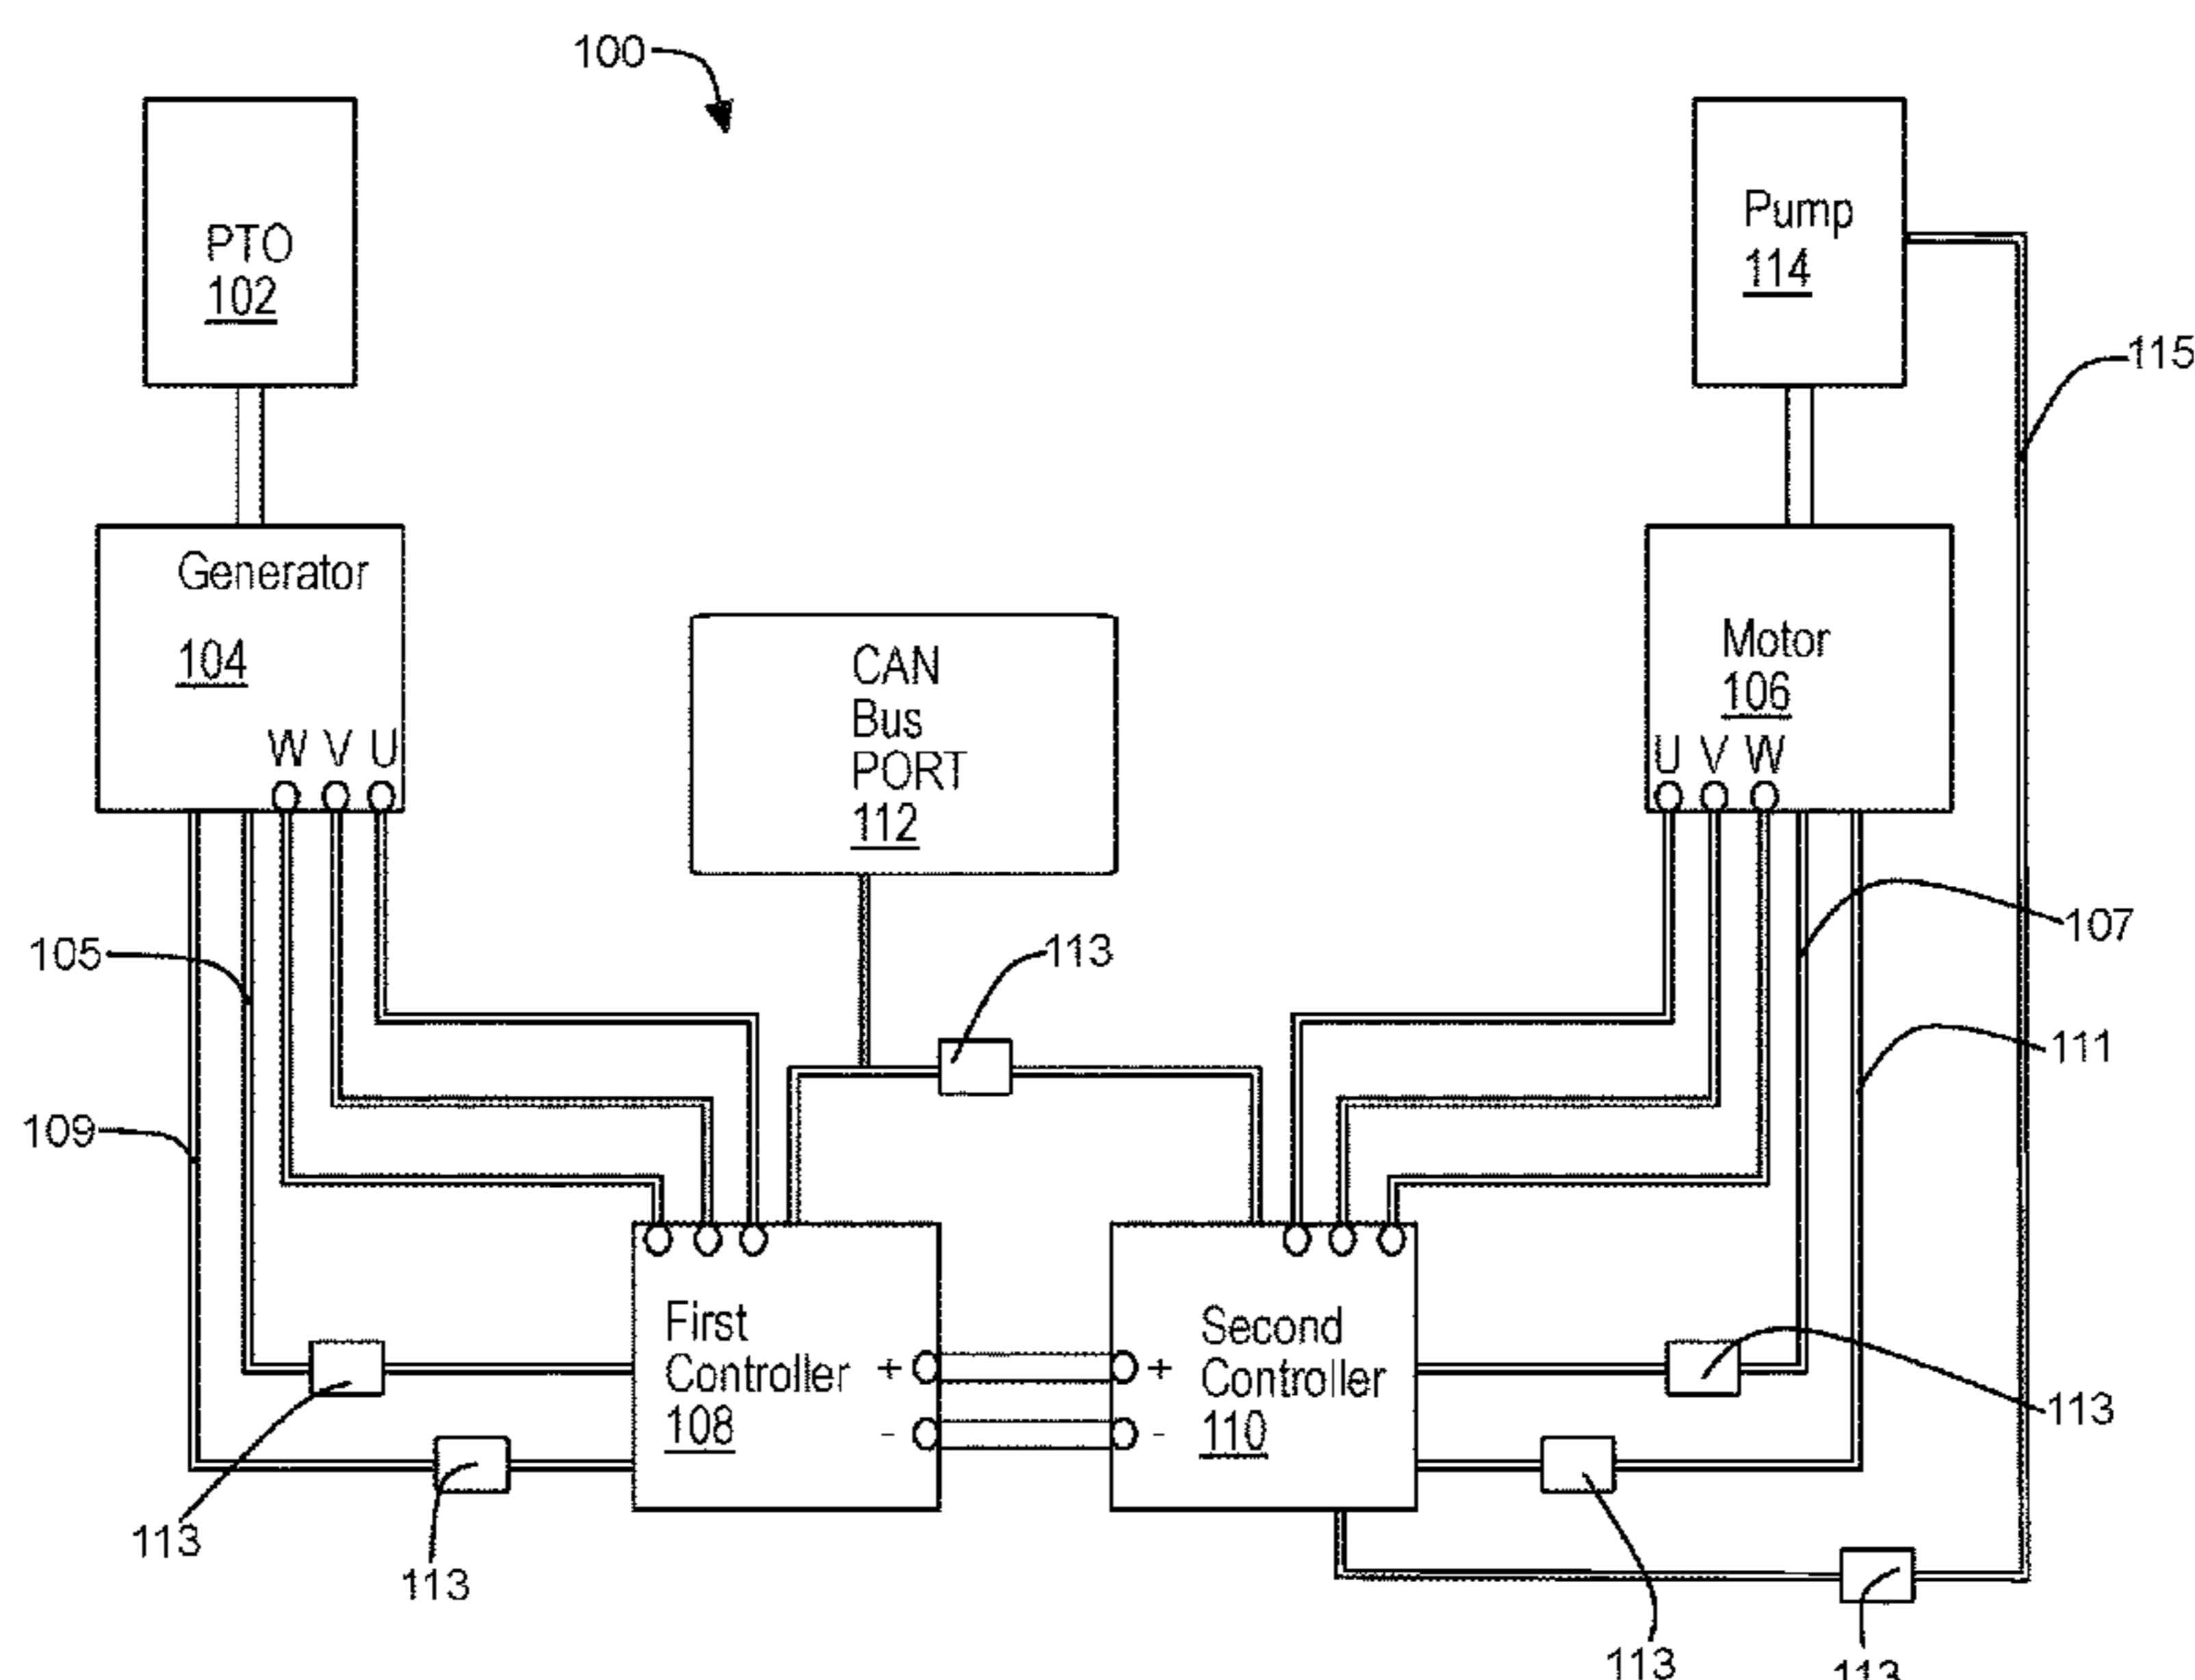 100
PTO
102
Pump
114
115
Generator
104
W V U
CAN
Bus
PORT
112
Motor
106
U V W
105
113
107
111
109
First
Controller
108
+
-
+
-
Second
Controller
110
113
113
113
113
113